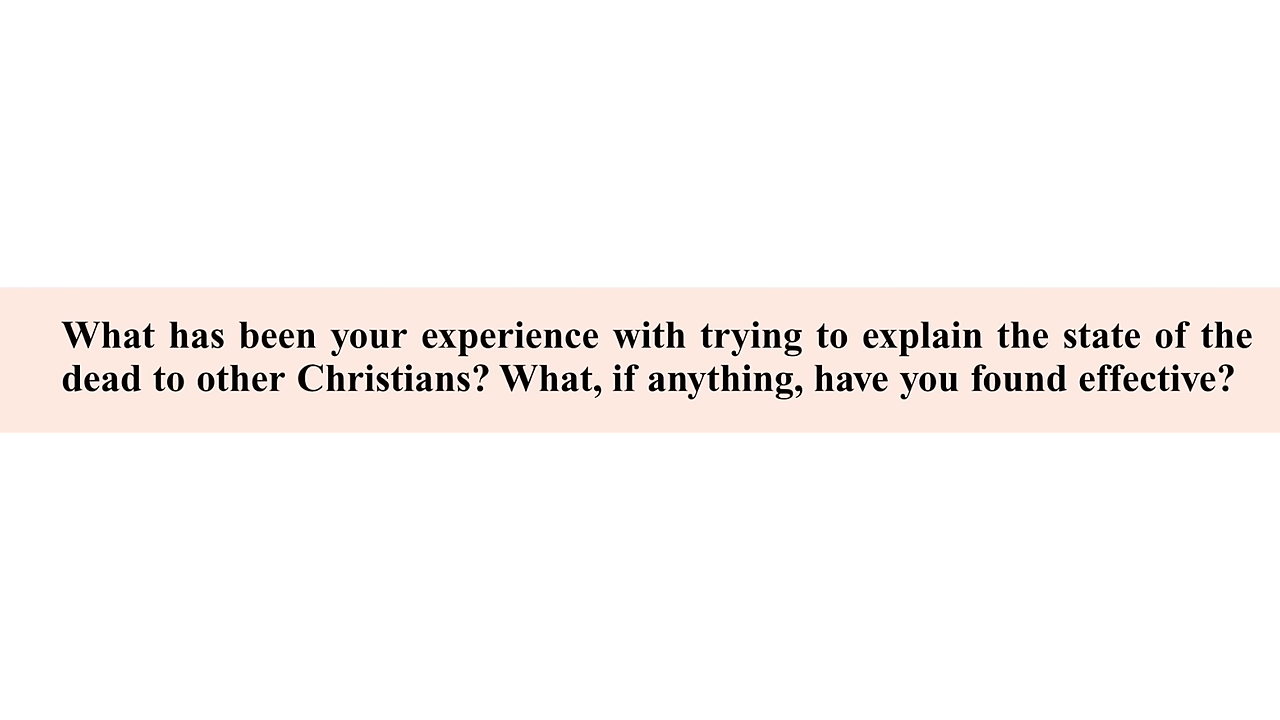 What has been your experience with trying to explain the state of the
dead to other Christians? What, if anything, have you found effective?